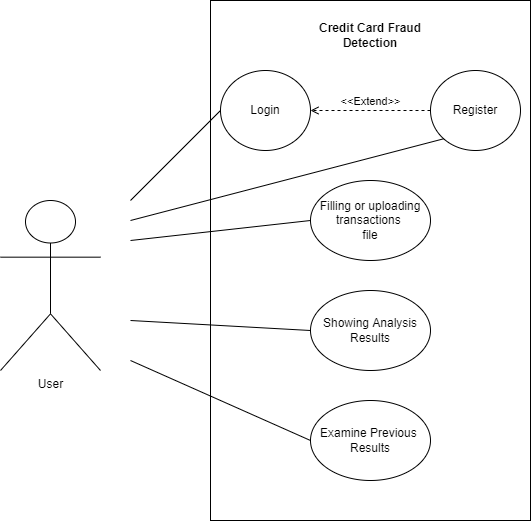 Credit Card Fraud
Detection
Login
<<Extend>>
Register
Filling or uploading
transactions
file
Showing Analysis
Results
User
Examine Previous
Results